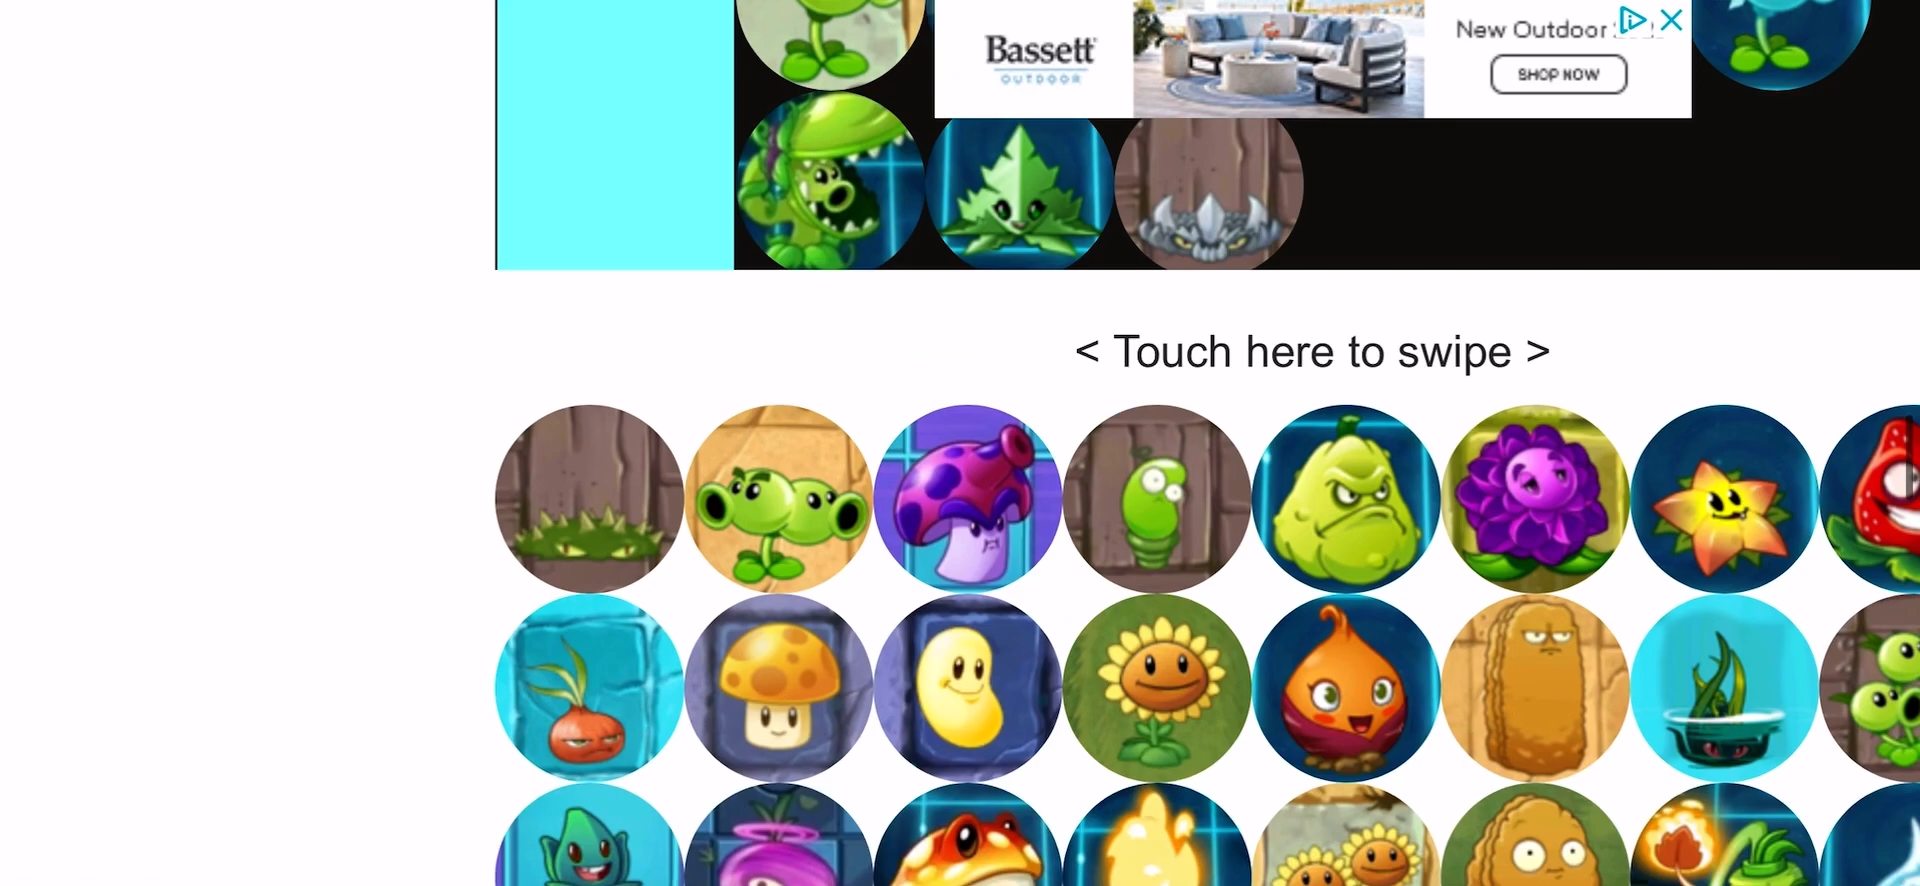 Bassett
OUTDOOR
New Outdoor
SHOP NOW
< Touch here to swipe >